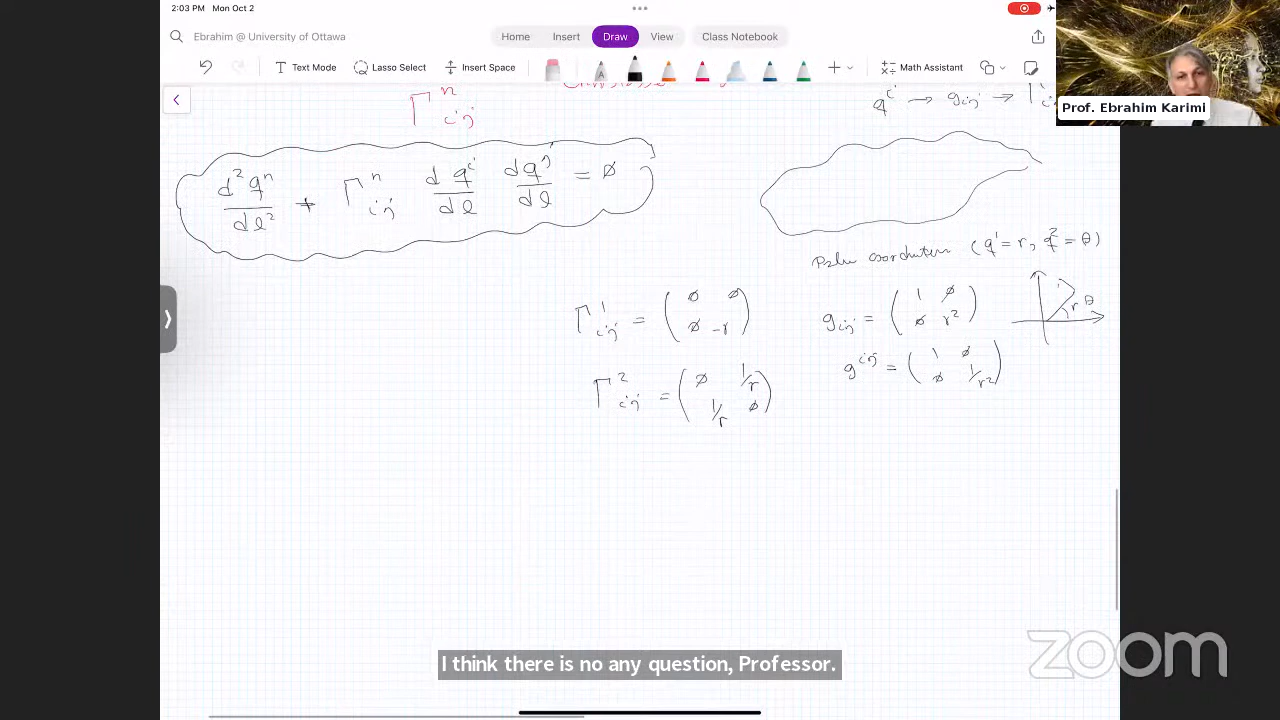 2:03 PM Mon Oct 2
Ebrahim @ University of Ottawa
Home Insert Draw View Class Notebook
Text Mode Lasso Select Insert Space Math Assistant
Prof. Ebrahim Karimi
Γⁿᵢⱼ
qⁱ → gᵢⱼ → Γ
d²qⁿ/dl² + Γⁿᵢⱼ dqⁱ/dl dqʲ/dl = 0
(q¹ = r, q² = θ)
Γ¹ᵢⱼ = (0 0; 0 -r)
gᵢⱼ = (1 0; 0 r²)
r θ
Γ²ᵢⱼ = (0 1/r; 1/r 0)
gⁱʲ = (1 0; 0 1/r²)
I think there is no any question, Professor.
zoom